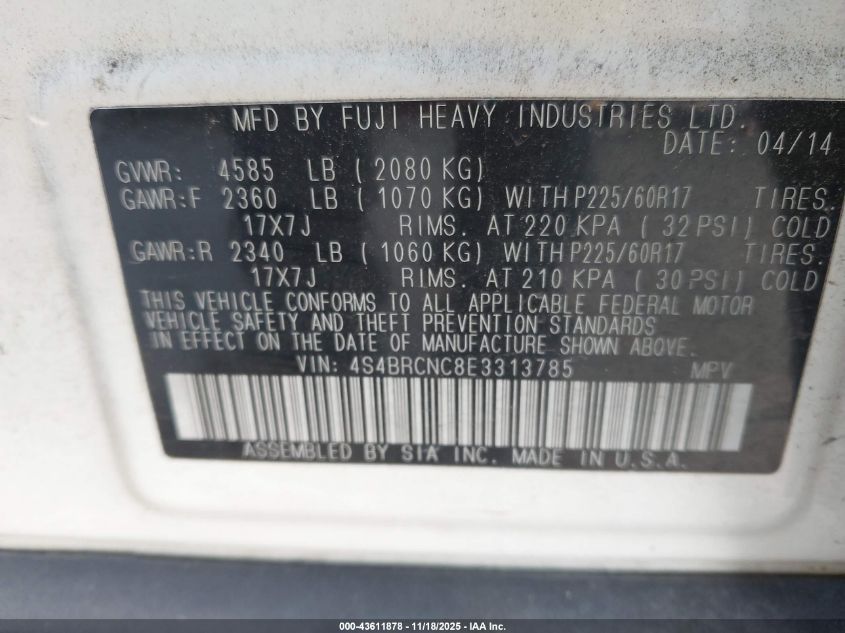 MFD BY FUJI HEAVY INDUSTRIES LTD.
DATE: 04/14
GVWR: 4585 LB ( 2080 KG)
GAWR:F 2360 LB ( 1070 KG) WITH P225/60R17 TIRES.
17X7J RIMS. AT 220 KPA ( 32 PSI) COLD
GAWR:R 2340 LB ( 1060 KG) WITH P225/60R17 TIRES.
17X7J RIMS. AT 210 KPA ( 30 PSI) COLD
THIS VEHICLE CONFORMS TO ALL APPLICABLE FEDERAL MOTOR
VEHICLE SAFETY AND THEFT PREVENTION STANDARDS
IN EFFECT ON THE DATE OF MANUFACTURE SHOWN ABOVE.
VIN: 4S4BRCNC8E3313785 MPV
ASSEMBLED BY SIA INC. MADE IN U.S.A.
000-43611878 - 11/18/2025 - IAA Inc.